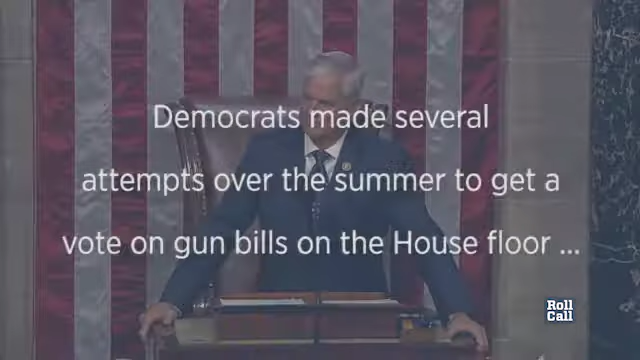 Democrats made several
attempts over the summer to get a
vote on gun bills on the House floor ...
Roll
Call